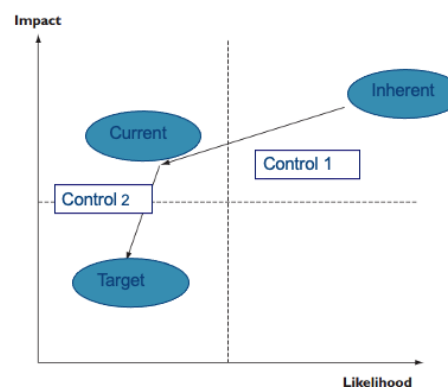 Impact
Inherent
Current
Control 1
Control 2
Target
Likelihood